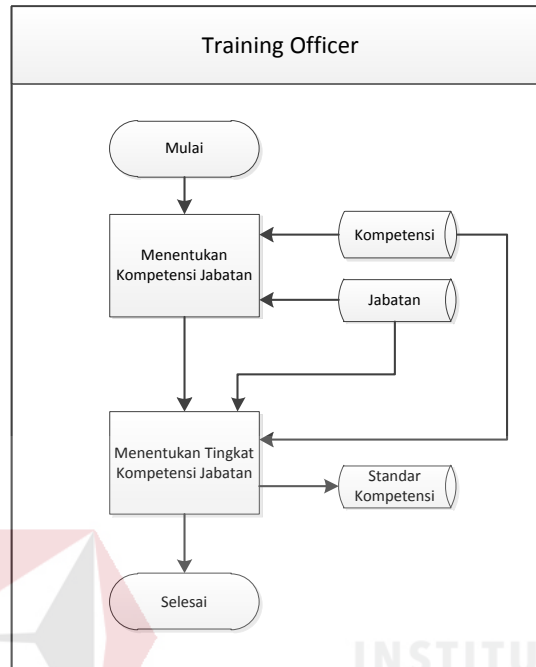 Training Officer
Mulai
Menentukan
Kompetensi Jabatan
Kompetensi
Jabatan
Menentukan Tingkat
Kompetensi Jabatan
Standar
Kompetensi
Selesai
INSTITU